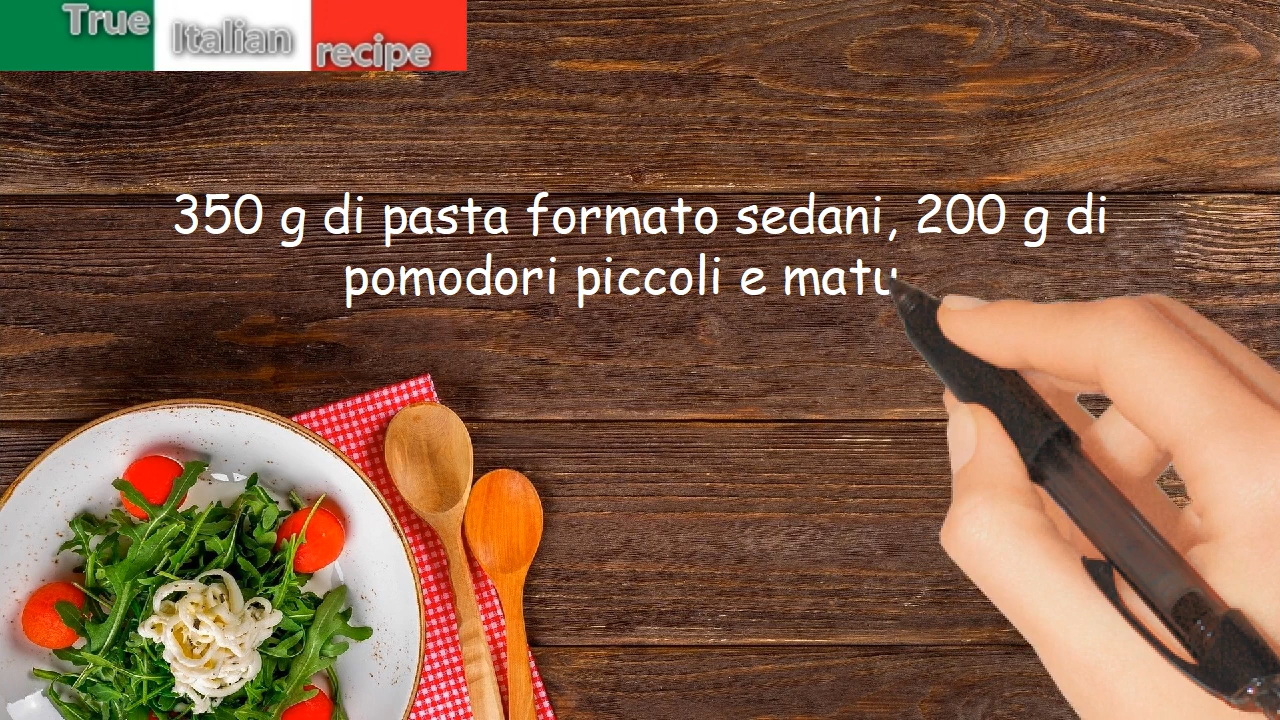 True Italian recipe
350 g di pasta formato sedani, 200 g di
pomodori piccoli e matu